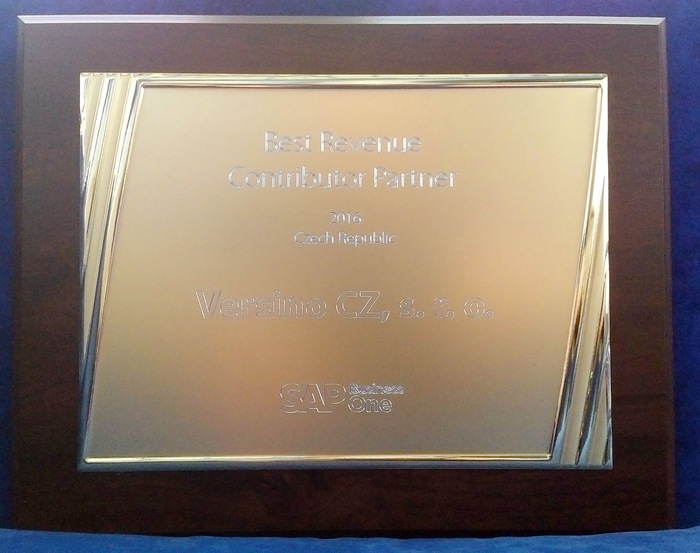 Best Revenue
Contributor Partner
2016
Czech Republic
Versino CZ, s. r. o.
SAP Business One